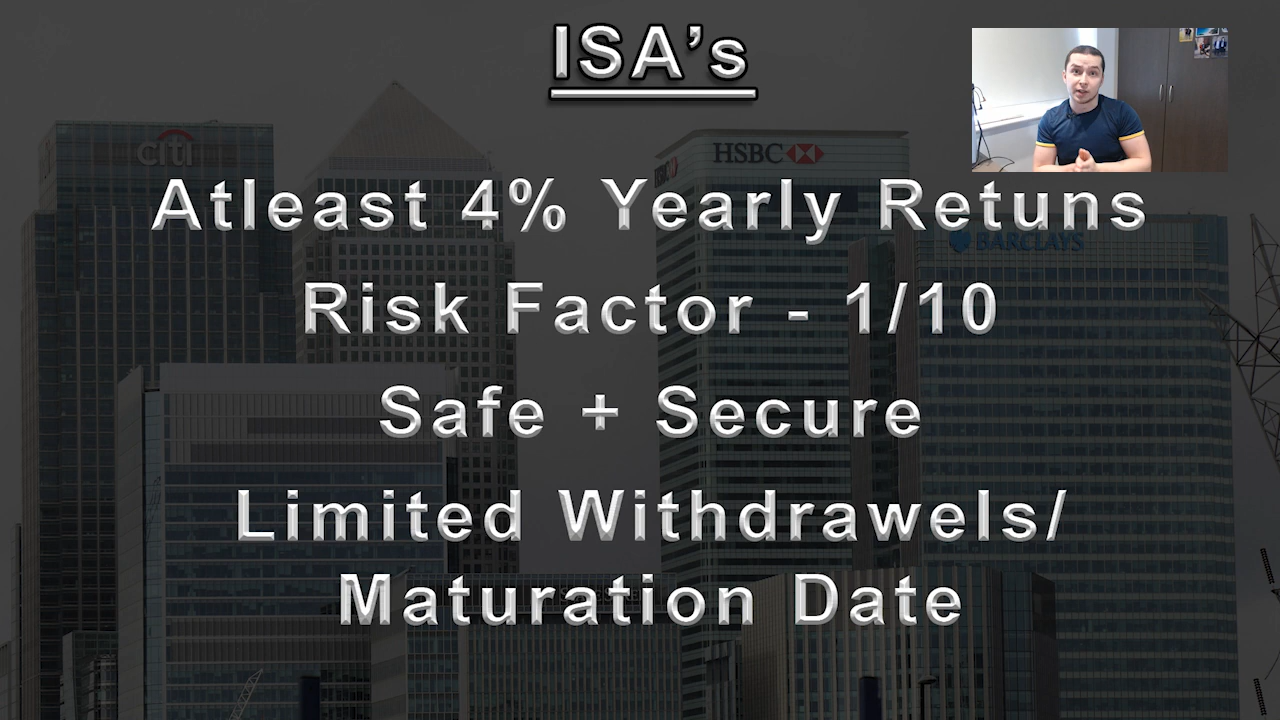 ISA's
citi
HSBC
Atleast 4% Yearly Retuns
BARCLAYS
Risk Factor - 1/10
Safe + Secure
Limited Withdrawels/
Maturation Date